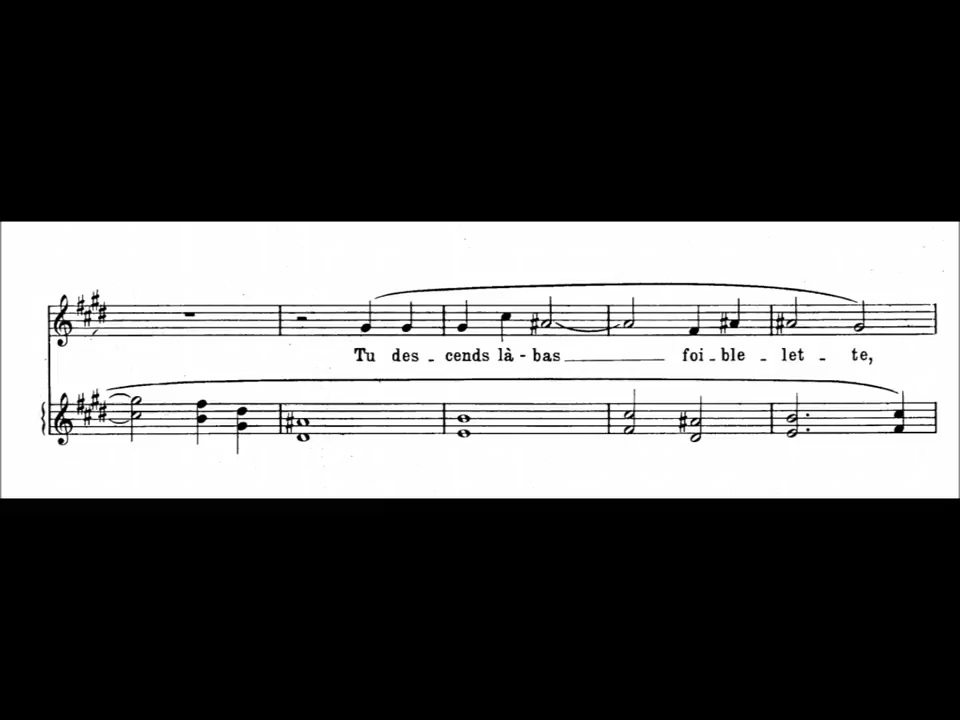 Tu des - cends là - bas foi - ble - let - te,